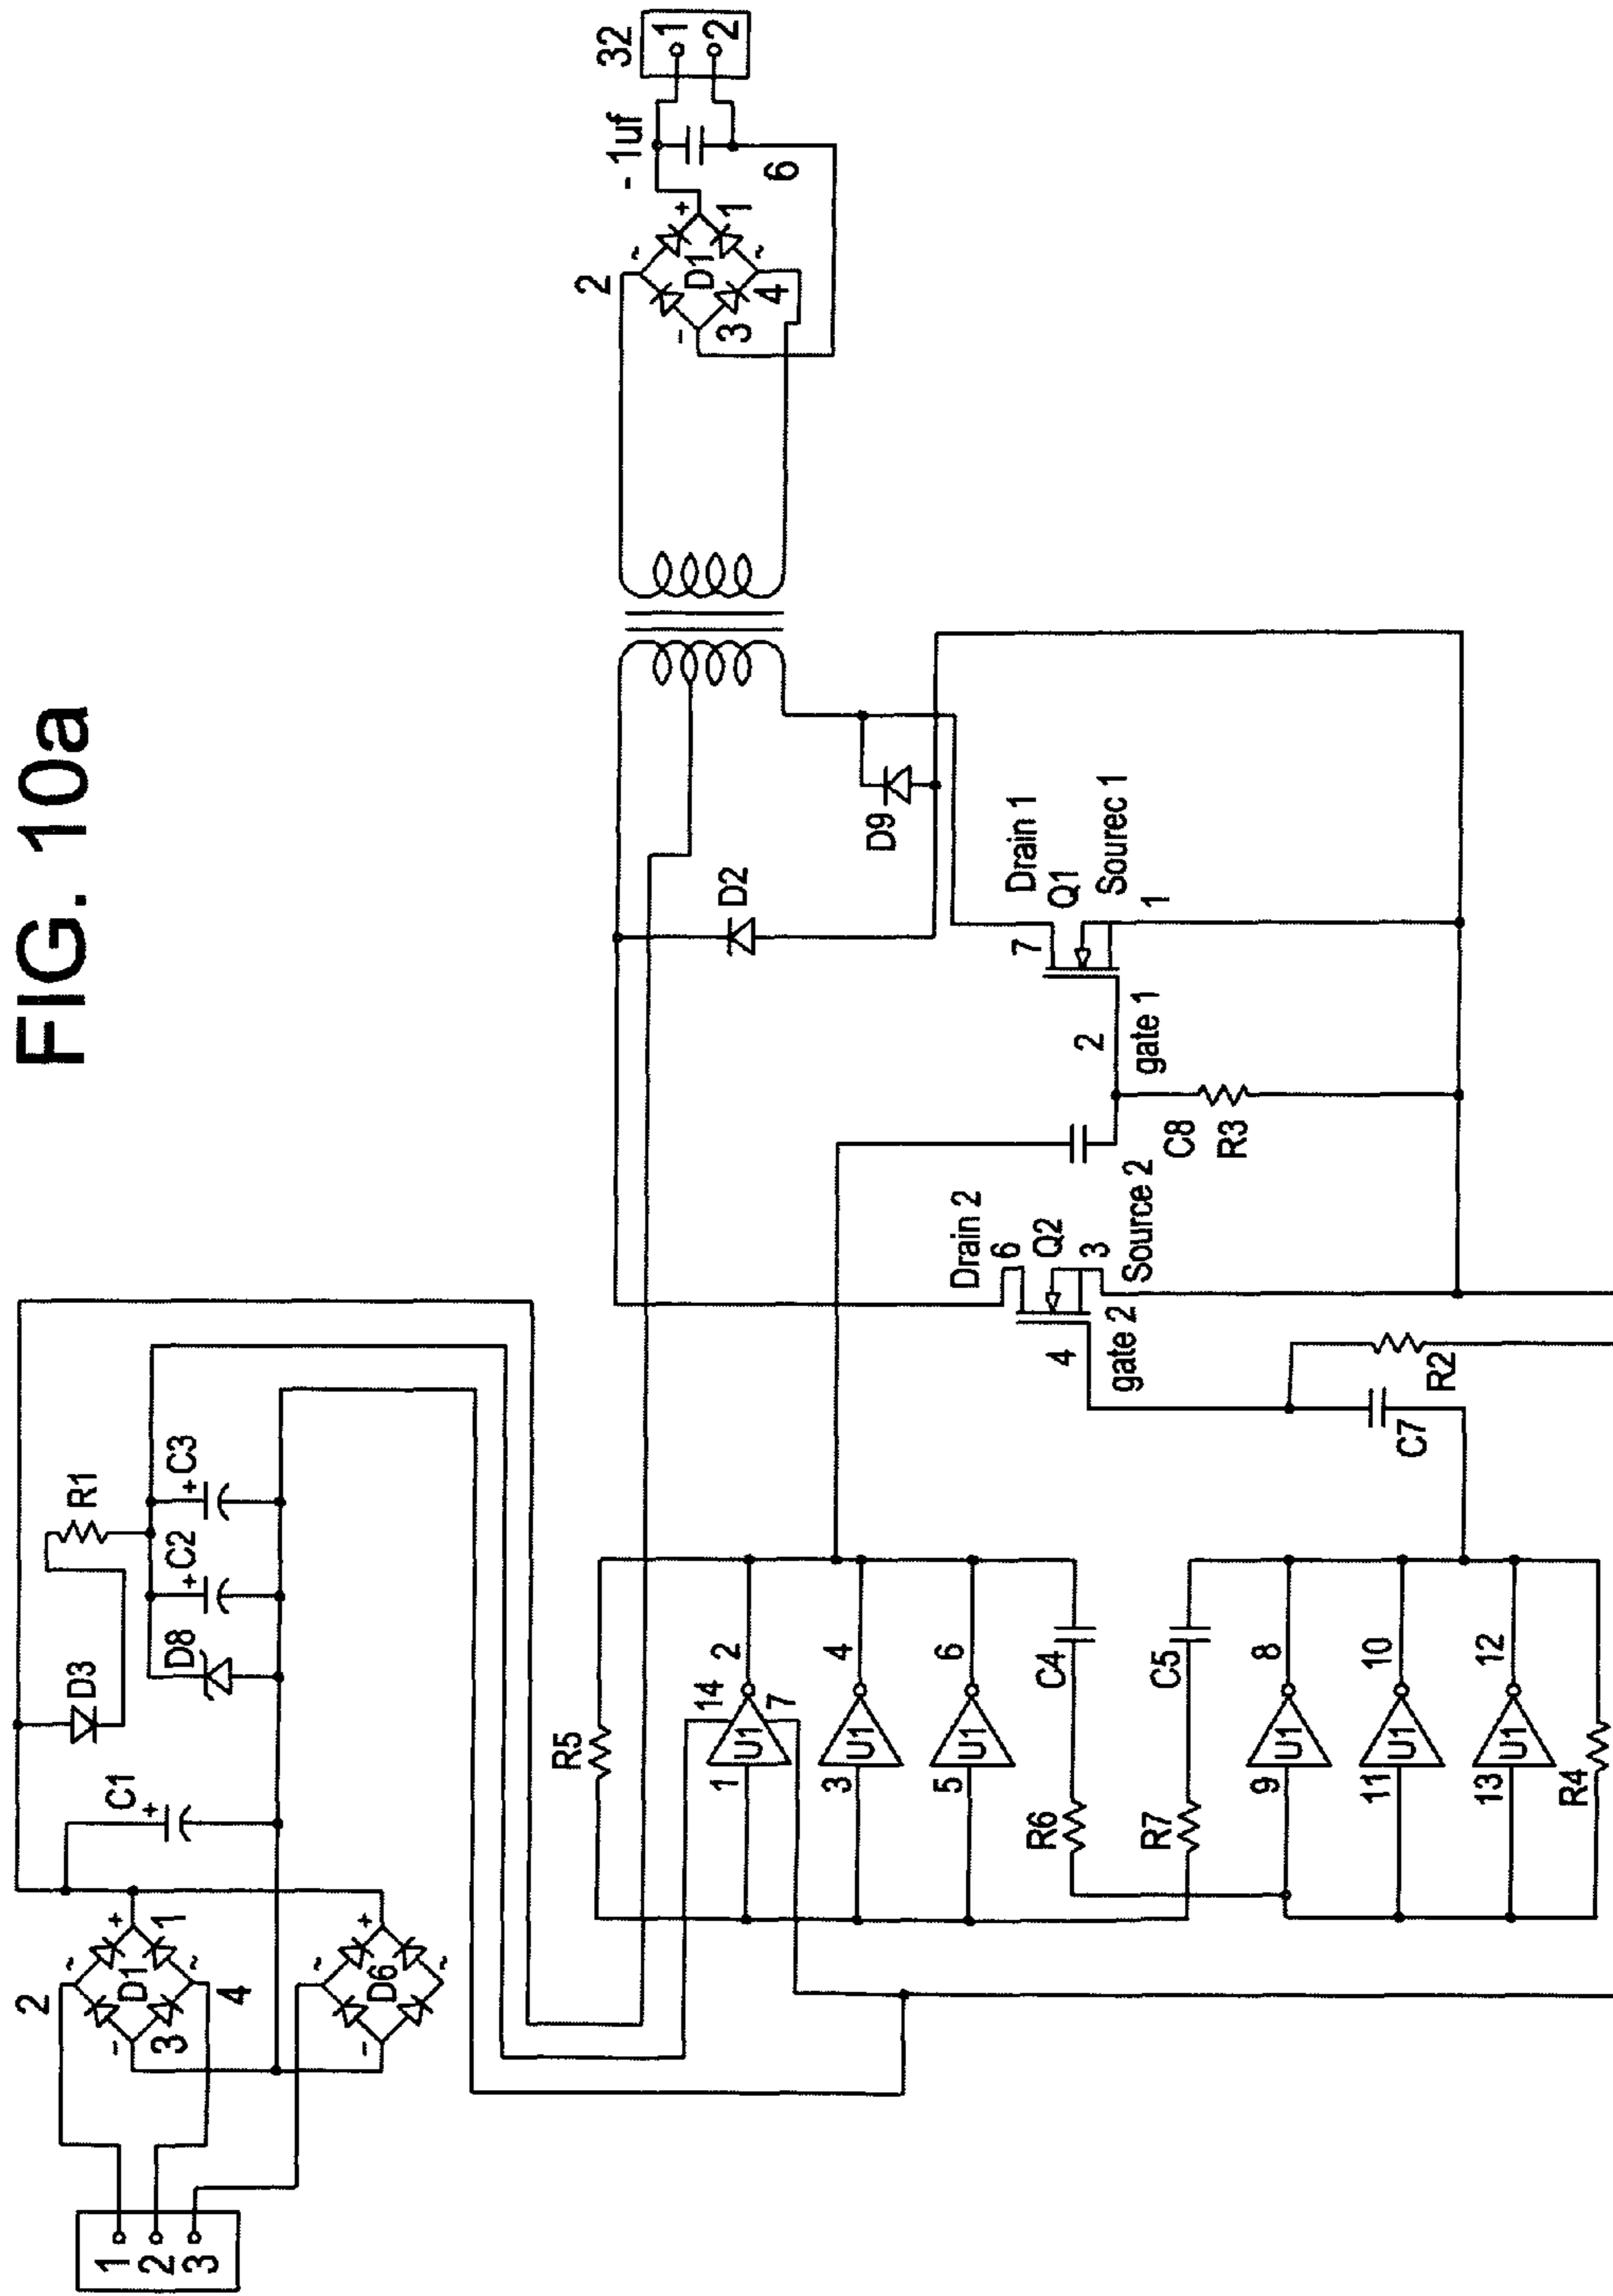 FIG. 10a
1
2
3
2
~
+
D1
1
-
3
~
4
~
+
D6
-
~
C1
+
D3
D8
+
C2
R1
+
C3
R5
14
1
U1
2
7
3
U1
4
5
U1
6
R6
C4
R7
C5
9
U1
8
11
U1
10
13
U1
12
R4
C7
R2
Drain 2
6
Q2
3
Source 2
4
gate 2
C8
R3
Drain 1
7
Q1
Sourec 1
1
2
gate 1
D2
D9
2
~
+
D1
1
-
3
~
4
- 1uf
6
32
1
2